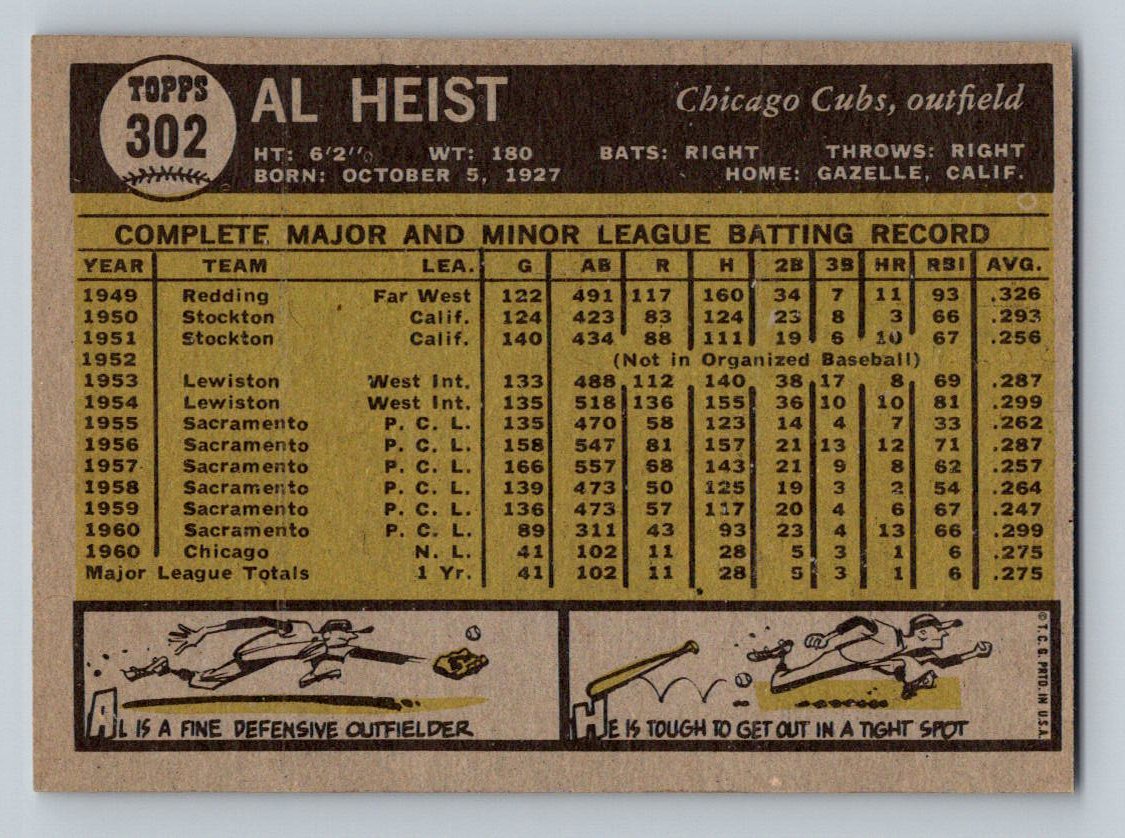 TOPPS
302
AL HEIST
Chicago Cubs, outfield
HT: 6'2" WT: 180 BATS: RIGHT THROWS: RIGHT
BORN: OCTOBER 5, 1927 HOME: GAZELLE, CALIF.
COMPLETE MAJOR AND MINOR LEAGUE BATTING RECORD
YEAR TEAM LEA. G AB R H 2B 3B HR RBI AVG.
1949 Redding Far West 122 491 117 160 34 7 11 93 .326
1950 Stockton Calif. 124 423 83 124 23 8 3 66 .293
1951 Stockton Calif. 140 434 88 111 19 6 10 67 .256
1952 (Not in Organized Baseball)
1953 Lewiston West Int. 133 488 112 140 38 17 8 69 .287
1954 Lewiston West Int. 135 518 136 155 36 10 10 81 .299
1955 Sacramento P. C. L. 135 470 58 123 14 4 7 33 .262
1956 Sacramento P. C. L. 158 547 81 157 21 13 12 71 .287
1957 Sacramento P. C. L. 166 557 68 143 21 9 8 62 .257
1958 Sacramento P. C. L. 139 473 50 125 19 3 2 54 .264
1959 Sacramento P. C. L. 136 473 57 117 20 4 6 67 .247
1960 Sacramento P. C. L. 89 311 43 93 23 4 13 66 .299
1960 Chicago N. L. 41 102 11 28 5 3 1 6 .275
Major League Totals 1 Yr. 41 102 11 28 5 3 1 6 .275
AL IS A FINE DEFENSIVE OUTFIELDER
HE IS TOUGH TO GET OUT IN A TIGHT SPOT
© T. C. G. PRTD. IN U.S.A.